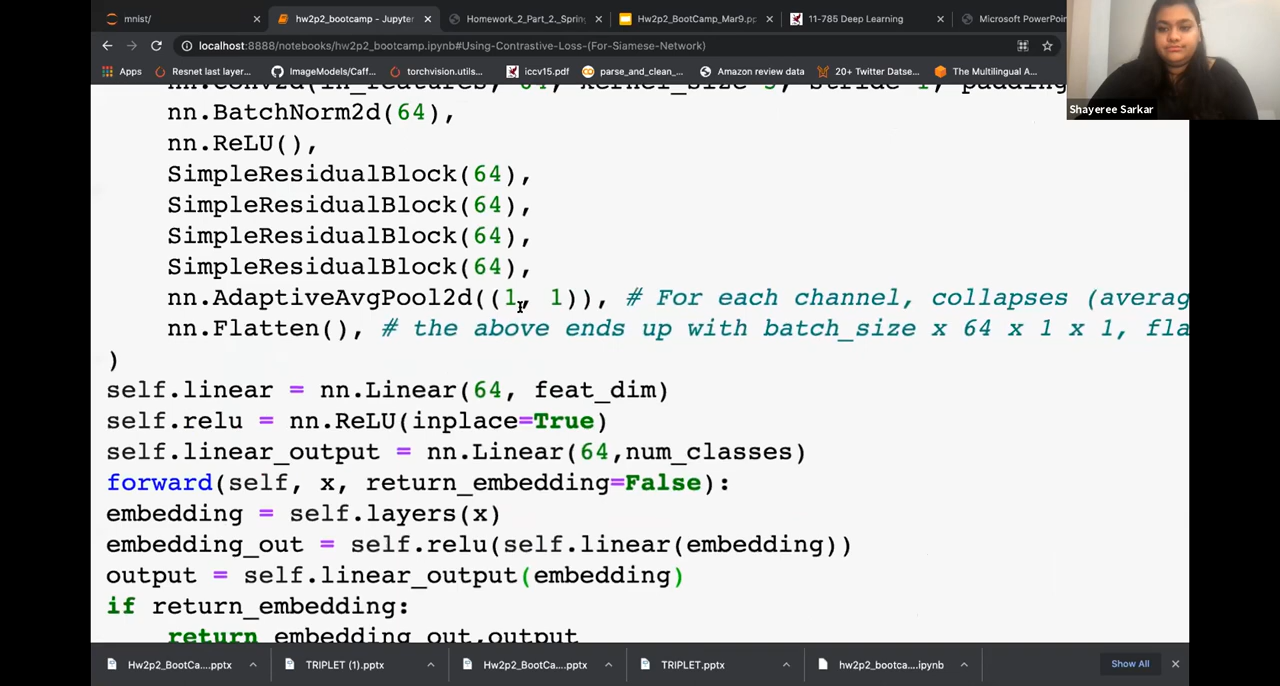 mnist/
hw2p2_bootcamp - Jupyter
Homework_2_Part_2._Sprin
Hw2p2_BootCamp_Mar9.pp
11-785 Deep Learning
Microsoft PowerPoin
localhost:8888/notebooks/hw2p2_bootcamp.ipynb#Using-Contrastive-Loss-(For-Siamese-Network)
Apps
Resnet last layer...
ImageModels/Caff...
torchvision.utils...
iccv15.pdf
parse_and_clean_...
Amazon review data
20+ Twitter Datse...
The Multilingual A...
Shayeree Sarkar
nn.BatchNorm2d(64),
nn.ReLU(),
SimpleResidualBlock(64),
SimpleResidualBlock(64),
SimpleResidualBlock(64),
SimpleResidualBlock(64),
nn.AdaptiveAvgPool2d((1, 1)), # For each channel, collapses (averag
nn.Flatten(), # the above ends up with batch_size x 64 x 1 x 1, fla
)
self.linear = nn.Linear(64, feat_dim)
self.relu = nn.ReLU(inplace=True)
self.linear_output = nn.Linear(64,num_classes)
forward(self, x, return_embedding=False):
embedding = self.layers(x)
embedding_out = self.relu(self.linear(embedding))
output = self.linear_output(embedding)
if return_embedding:
return embedding_out,output
Hw2p2_BootCa....pptx
TRIPLET (1).pptx
Hw2p2_BootCa....pptx
TRIPLET.pptx
hw2p2_bootca....ipynb
Show All